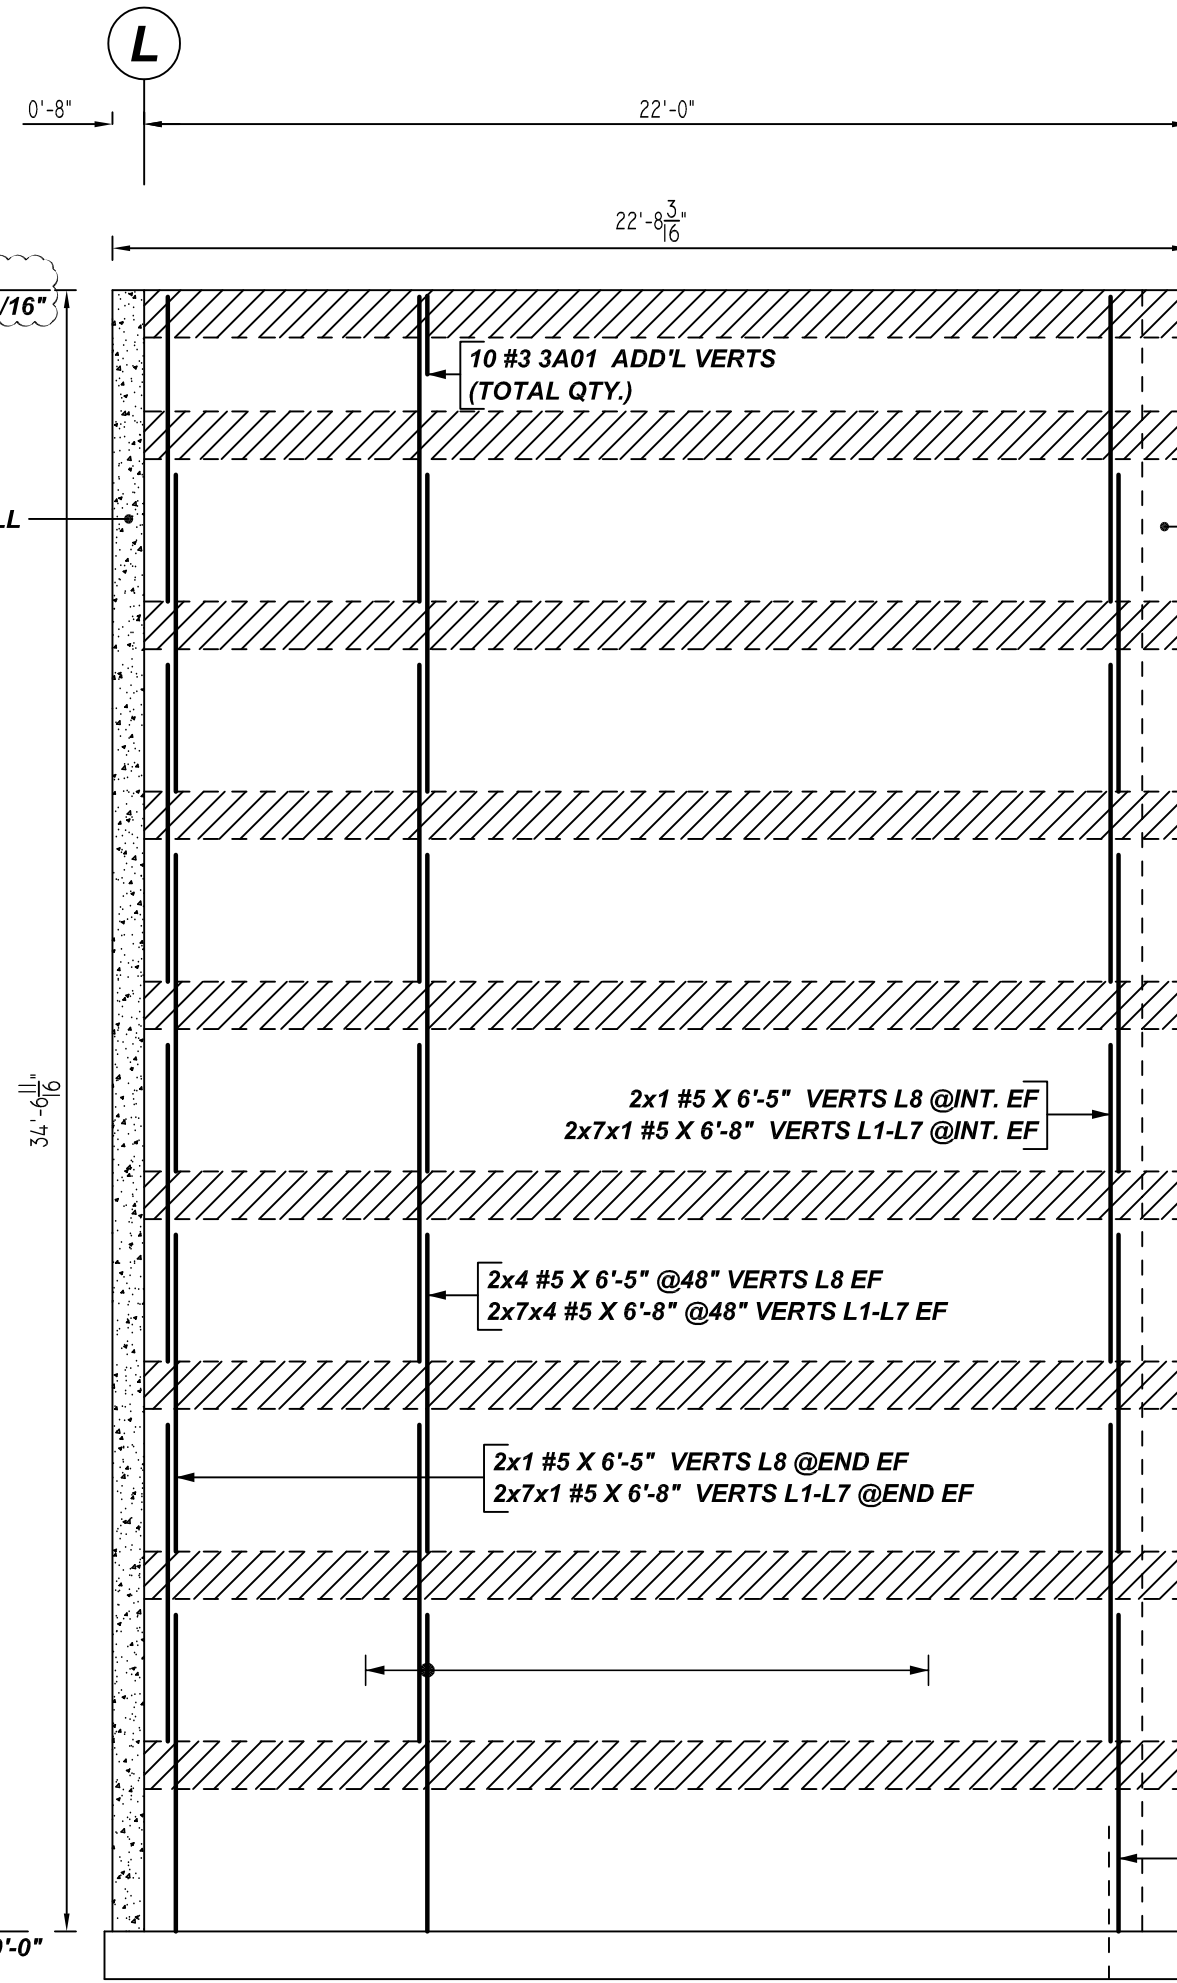 L
0'-8"
22'-0"
22'-8 3/16"
/16"
10 #3 3A01 ADD'L VERTS
(TOTAL QTY.)
LL
34'-6 11/16"
2x1 #5 X 6'-5" VERTS L8 @INT. EF
2x7x1 #5 X 6'-8" VERTS L1-L7 @INT. EF
2x4 #5 X 6'-5" @48" VERTS L8 EF
2x7x4 #5 X 6'-8" @48" VERTS L1-L7 EF
2x1 #5 X 6'-5" VERTS L8 @END EF
2x7x1 #5 X 6'-8" VERTS L1-L7 @END EF
0'-0"